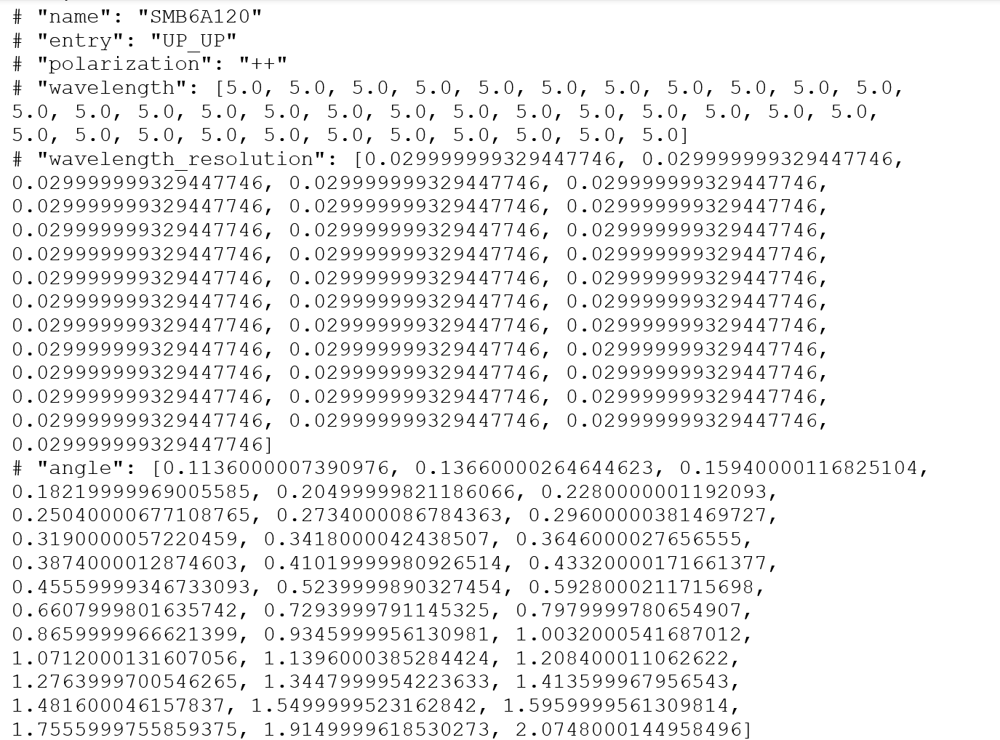 # "name": "SMB6A120"
# "entry": "UP_UP"
# "polarization": "++"
# "wavelength": [5.0, 5.0, 5.0, 5.0, 5.0, 5.0, 5.0, 5.0, 5.0, 5.0, 5.0,
5.0, 5.0, 5.0, 5.0, 5.0, 5.0, 5.0, 5.0, 5.0, 5.0, 5.0, 5.0, 5.0, 5.0,
5.0, 5.0, 5.0, 5.0, 5.0, 5.0, 5.0, 5.0, 5.0, 5.0, 5.0]
# "wavelength_resolution": [0.029999999329447746, 0.029999999329447746,
0.029999999329447746, 0.029999999329447746, 0.029999999329447746,
0.029999999329447746, 0.029999999329447746, 0.029999999329447746,
0.029999999329447746, 0.029999999329447746, 0.029999999329447746,
0.029999999329447746, 0.029999999329447746, 0.029999999329447746,
0.029999999329447746, 0.029999999329447746, 0.029999999329447746,
0.029999999329447746, 0.029999999329447746, 0.029999999329447746,
0.029999999329447746, 0.029999999329447746, 0.029999999329447746,
0.029999999329447746, 0.029999999329447746, 0.029999999329447746,
0.029999999329447746, 0.029999999329447746, 0.029999999329447746,
0.029999999329447746, 0.029999999329447746, 0.029999999329447746,
0.029999999329447746, 0.029999999329447746, 0.029999999329447746,
0.029999999329447746]
# "angle": [0.1136000007390976, 0.13660000264644623, 0.15940000116825104,
0.18219999969005585, 0.20499999821186066, 0.2280000001192093,
0.25040000677108765, 0.2734000086784363, 0.29600000381469727,
0.3190000057220459, 0.3418000042438507, 0.3646000027656555,
0.3874000012874603, 0.41019999980926514, 0.43320000171661377,
0.45559999346733093, 0.5239999890327454, 0.5928000211715698,
0.6607999801635742, 0.7293999791145325, 0.7979999780654907,
0.8659999966621399, 0.9345999956130981, 1.0032000541687012,
1.0712000131607056, 1.1396000385284424, 1.208400011062622,
1.2763999700546265, 1.3447999954223633, 1.413599967956543,
1.481600046157837, 1.5499999523162842, 1.5959999561309814,
1.7555999755859375, 1.9149999618530273, 2.0748000144958496]